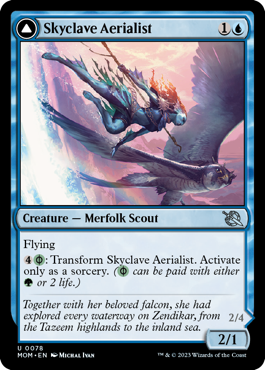 Skyclave Aerialist 1
Creature — Merfolk Scout
Flying
4: Transform Skyclave Aerialist. Activate
only as a sorcery. ( can be paid with either
 or 2 life.)
Together with her beloved falcon, she had
explored every waterway on Zendikar, from
the Tazeem highlands to the inland sea.
2/4
2/1
U 0078
MOM • EN Michal Ivan
™ & © 2023 Wizards of the Coast